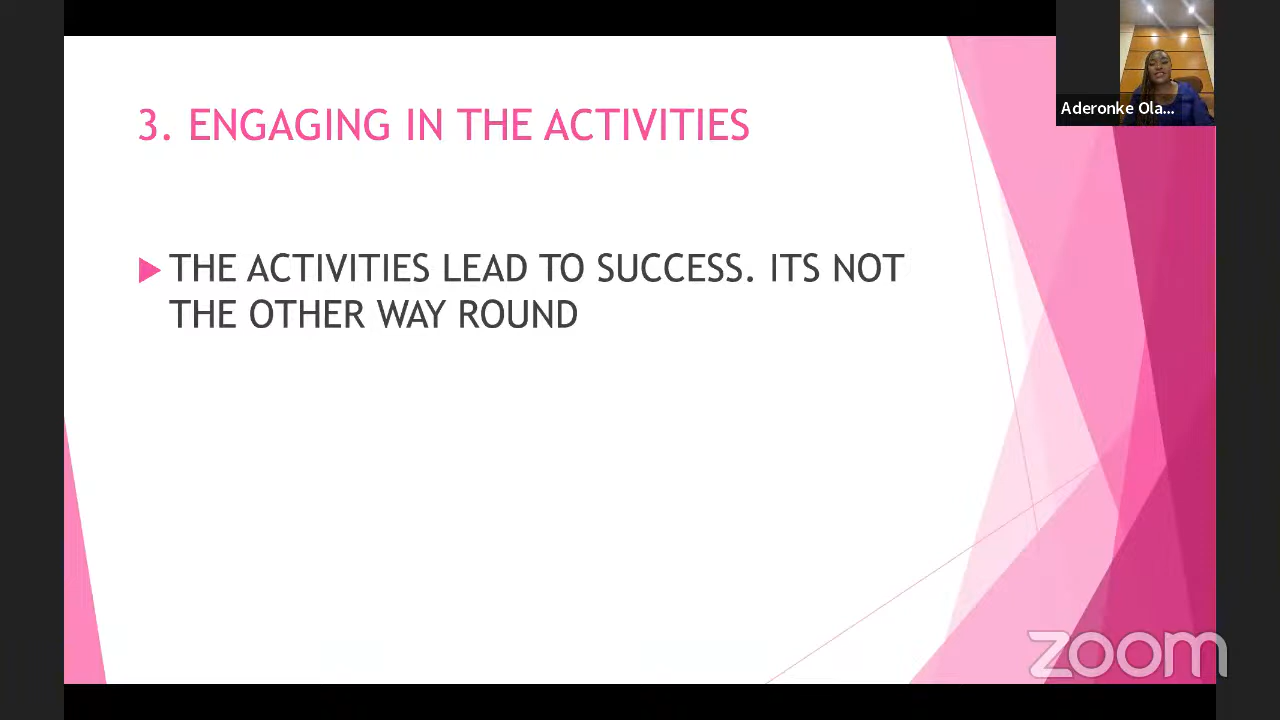 3. ENGAGING IN THE ACTIVITIES
Aderonke Ola...
THE ACTIVITIES LEAD TO SUCCESS. ITS NOT
THE OTHER WAY ROUND
zoom